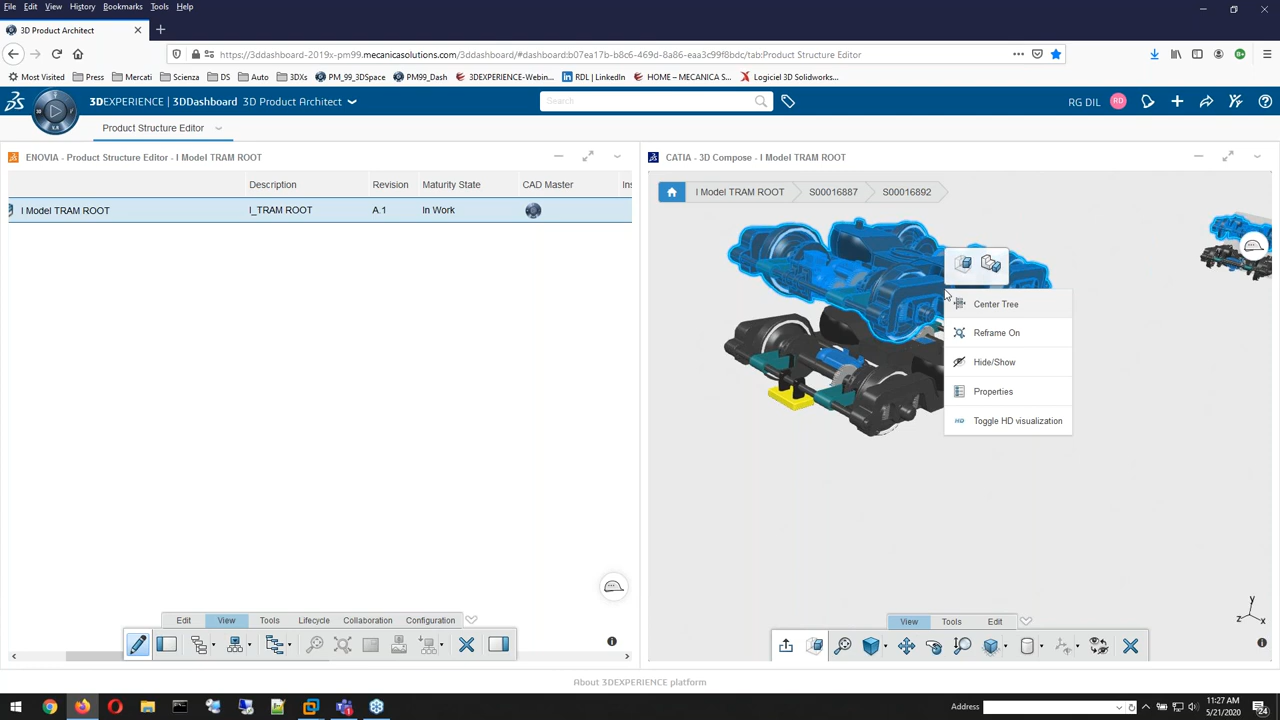 File Edit View History Bookmarks Tools Help
3D Product Architect
https://3ddashboard-2019x-pm99.mecanicasolutions.com/3ddashboard/#dashboard:b07ea17b-b8c6-469d-8a86-eaa3c99f8bdc/tab:Product Structure Editor
Most Visited Press Mercati Scienza DS Auto 3DXs PM_99_3DSpace PM99_Dash 3DEXPERIENCE-Webin... RDL | LinkedIn HOME – MECANICA S... Logiciel 3D Solidworks...
3DEXPERIENCE | 3DDashboard 3D Product Architect
Search
RG DIL RD
Product Structure Editor
ENOVIA - Product Structure Editor - I Model TRAM ROOT
CATIA - 3D Compose - I Model TRAM ROOT
Description Revision Maturity State CAD Master Ins
I Model TRAM ROOT I_TRAM ROOT A.1 In Work
I Model TRAM ROOT S00016887 S00016892
Center Tree
Reframe On
Hide/Show
Properties
HD Toggle HD visualization
Edit View Tools Lifecycle Collaboration Configuration
View Tools Edit
y
z x
About 3DEXPERIENCE platform
Address
11:27 AM
5/21/2020
24